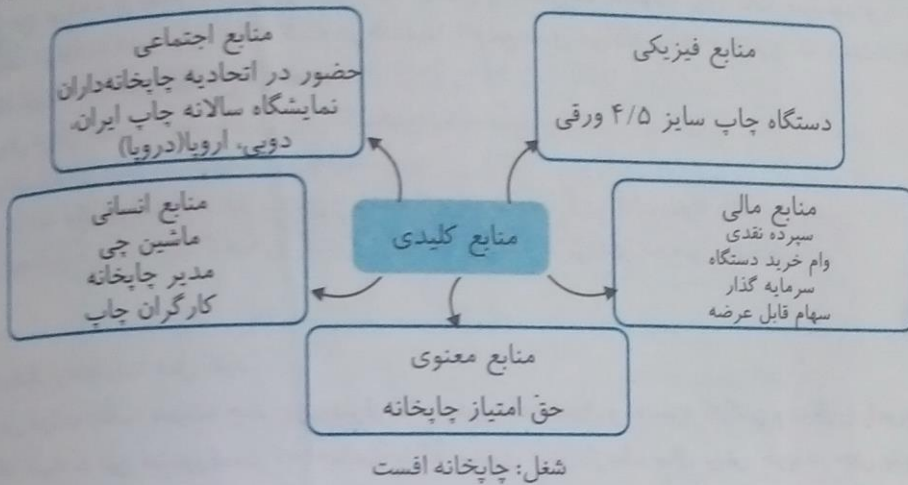 منابع فیزیکی
دستگاه چاپ سایز ۴/۵ ورقی
منابع اجتماعی
حضور در اتحادیه چاپخانه‌داران
نمایشگاه سالانه چاپ ایران،
دوبی، اروپا(دروپا)
منابع کلیدی
منابع مالی
سپرده نقدی
وام خرید دستگاه
سرمایه گذار
سهام قابل عرضه
منابع انسانی
ماشین چی
مدیر چاپخانه
کارگران چاپ
منابع معنوی
حقّ امتیاز چاپخانه
شغل: چاپخانه افست